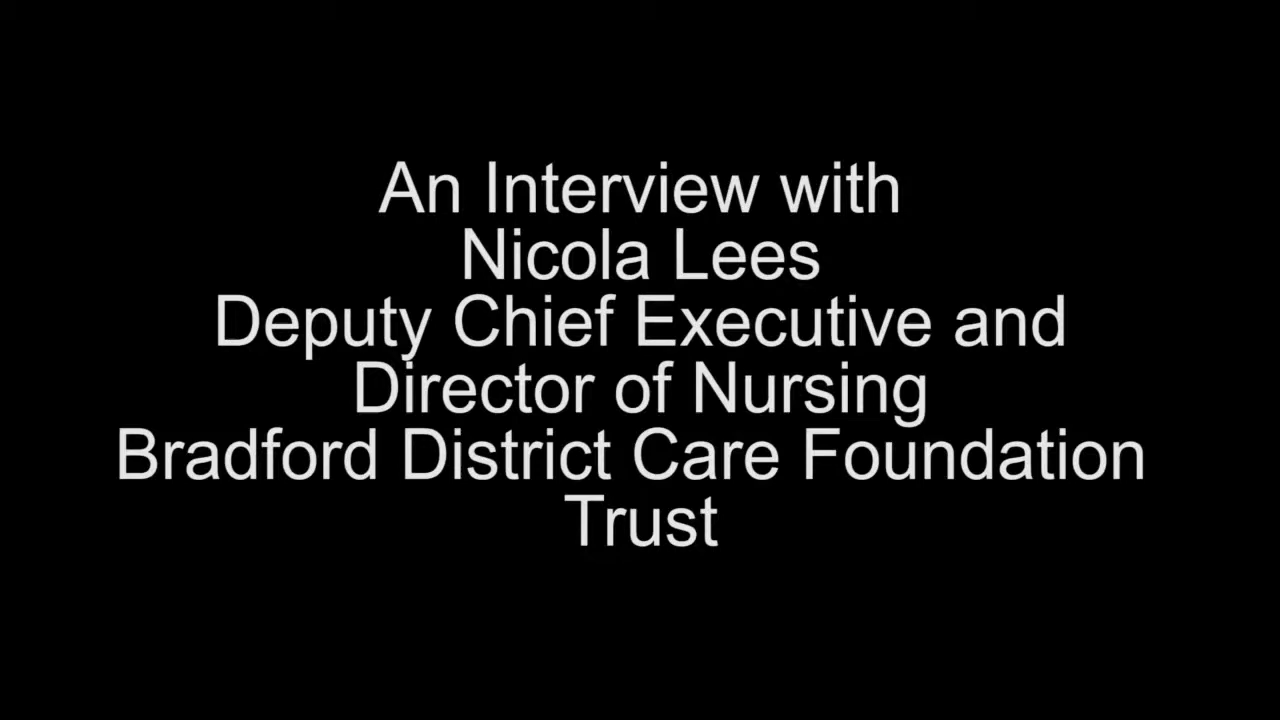 An Interview with
Nicola Lees
Deputy Chief Executive and
Director of Nursing
Bradford District Care Foundation
Trust